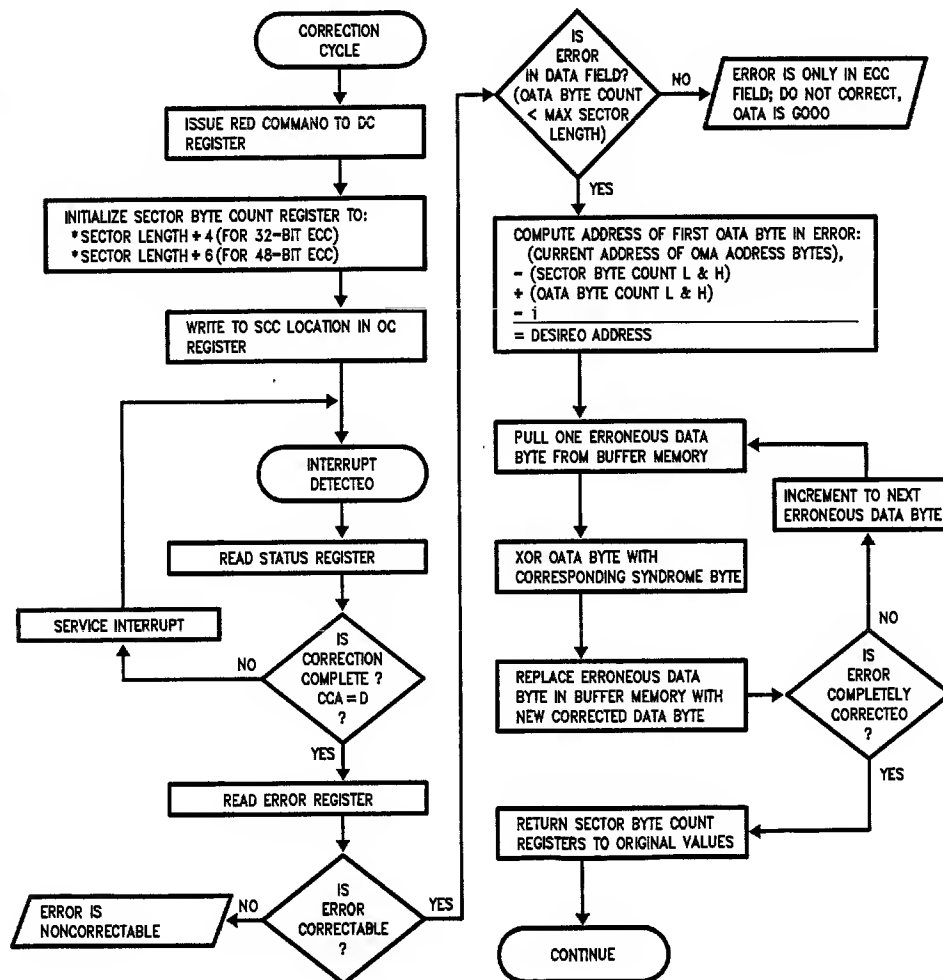 CORRECTION
CYCLE
ISSUE RED COMMANO TO DC
REGISTER
INITIALIZE SECTOR BYTE COUNT REGISTER TO:
*SECTOR LENGTH + 4 (FOR 32-BIT ECC)
*SECTOR LENGTH + 6 (FOR 48-BIT ECC)
WRITE TO SCC LOCATION IN OC
REGISTER
INTERRUPT
DETECTEO
READ STATUS REGISTER
SERVICE INTERRUPT
NO
IS
CORRECTION
COMPLETE ?
CCA = D
?
YES
READ ERROR REGISTER
ERROR IS
NONCORRECTABLE
NO
IS
ERROR
CORRECTABLE
?
YES
IS
ERROR
IN DATA FIELD?
(OATA BYTE COUNT
< MAX SECTOR
LENGTH)
NO
ERROR IS ONLY IN ECC
FIELD; DO NOT CORRECT,
OATA IS GOOO
YES
COMPUTE ADDRESS OF FIRST OATA BYTE IN ERROR:
(CURRENT ADDRESS OF OMA AODRESS BYTES),
- (SECTOR BYTE COUNT L & H)
+ (OATA BYTE COUNT L & H)
- i
= DESIREO ADDRESS
PULL ONE ERRONEOUS DATA
BYTE FROM BUFFER MEMORY
INCREMENT TO NEXT
ERRONEOUS DATA BYTE
XOR OATA BYTE WITH
CORRESPONDING SYNDROME BYTE
NO
REPLACE ERRONEOUS DATA
BYTE IN BUFFER MEMORY WITH
NEW CORRECTED DATA BYTE
IS
ERROR
COMPLETELY
CORRECTEO
?
YES
RETURN SECTOR BYTE COUNT
REGISTERS TO ORIGINAL VALUES
CONTINUE